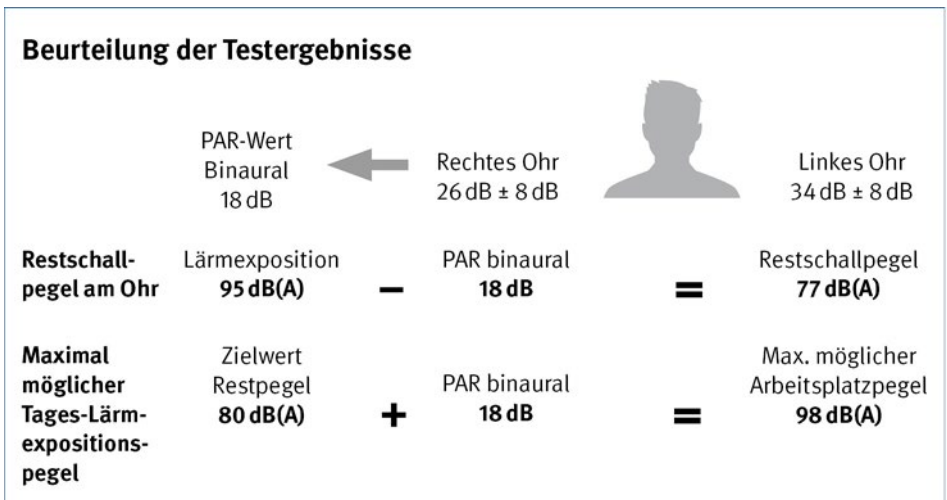 Beurteilung der Testergebnisse
PAR-Wert
Binaural
18 dB
Rechtes Ohr
26 dB ± 8 dB
Linkes Ohr
34 dB ± 8 dB
Restschall-
pegel am Ohr
Lärmexposition
95 dB(A)
–
PAR binaural
18 dB
=
Restschallpegel
77 dB(A)
Maximal
möglicher
Tages-Lärm-
expositions-
pegel
Zielwert
Restpegel
80 dB(A)
+
PAR binaural
18 dB
=
Max. möglicher
Arbeitsplatzpegel
98 dB(A)